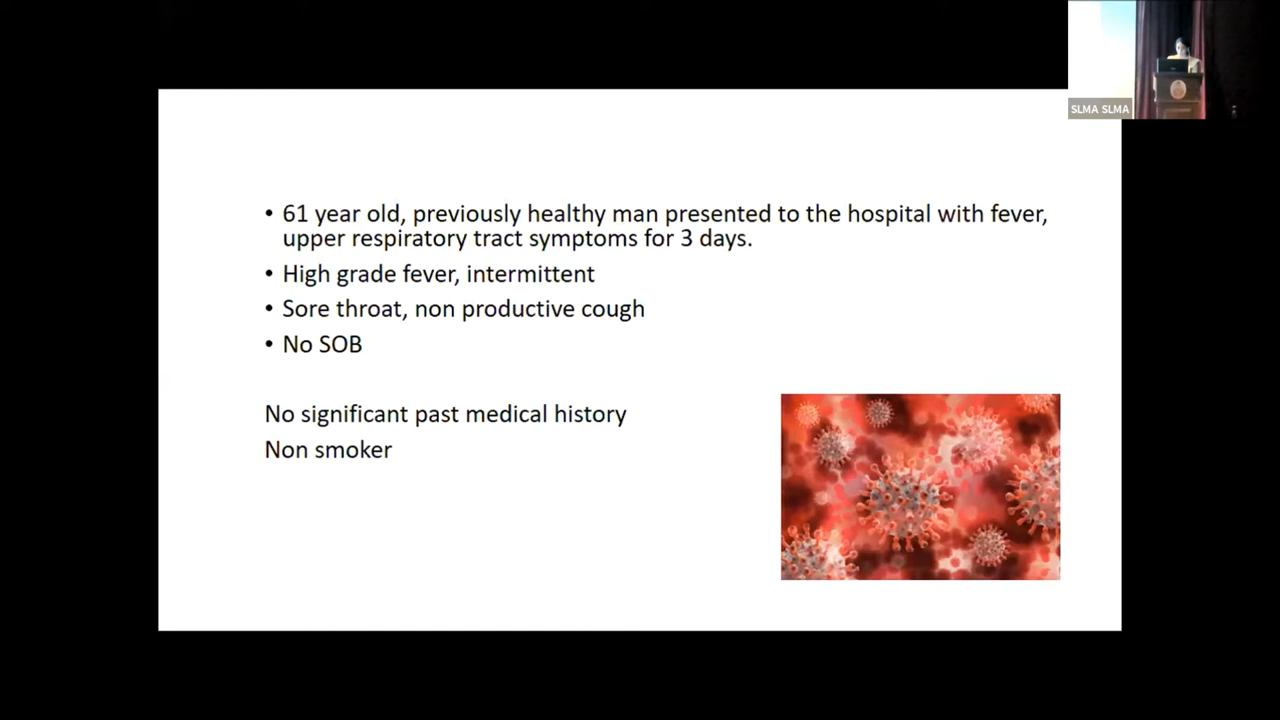 SLMA SLMA
• 61 year old, previously healthy man presented to the hospital with fever,
upper respiratory tract symptoms for 3 days.
• High grade fever, intermittent
• Sore throat, non productive cough
• No SOB
No significant past medical history
Non smoker